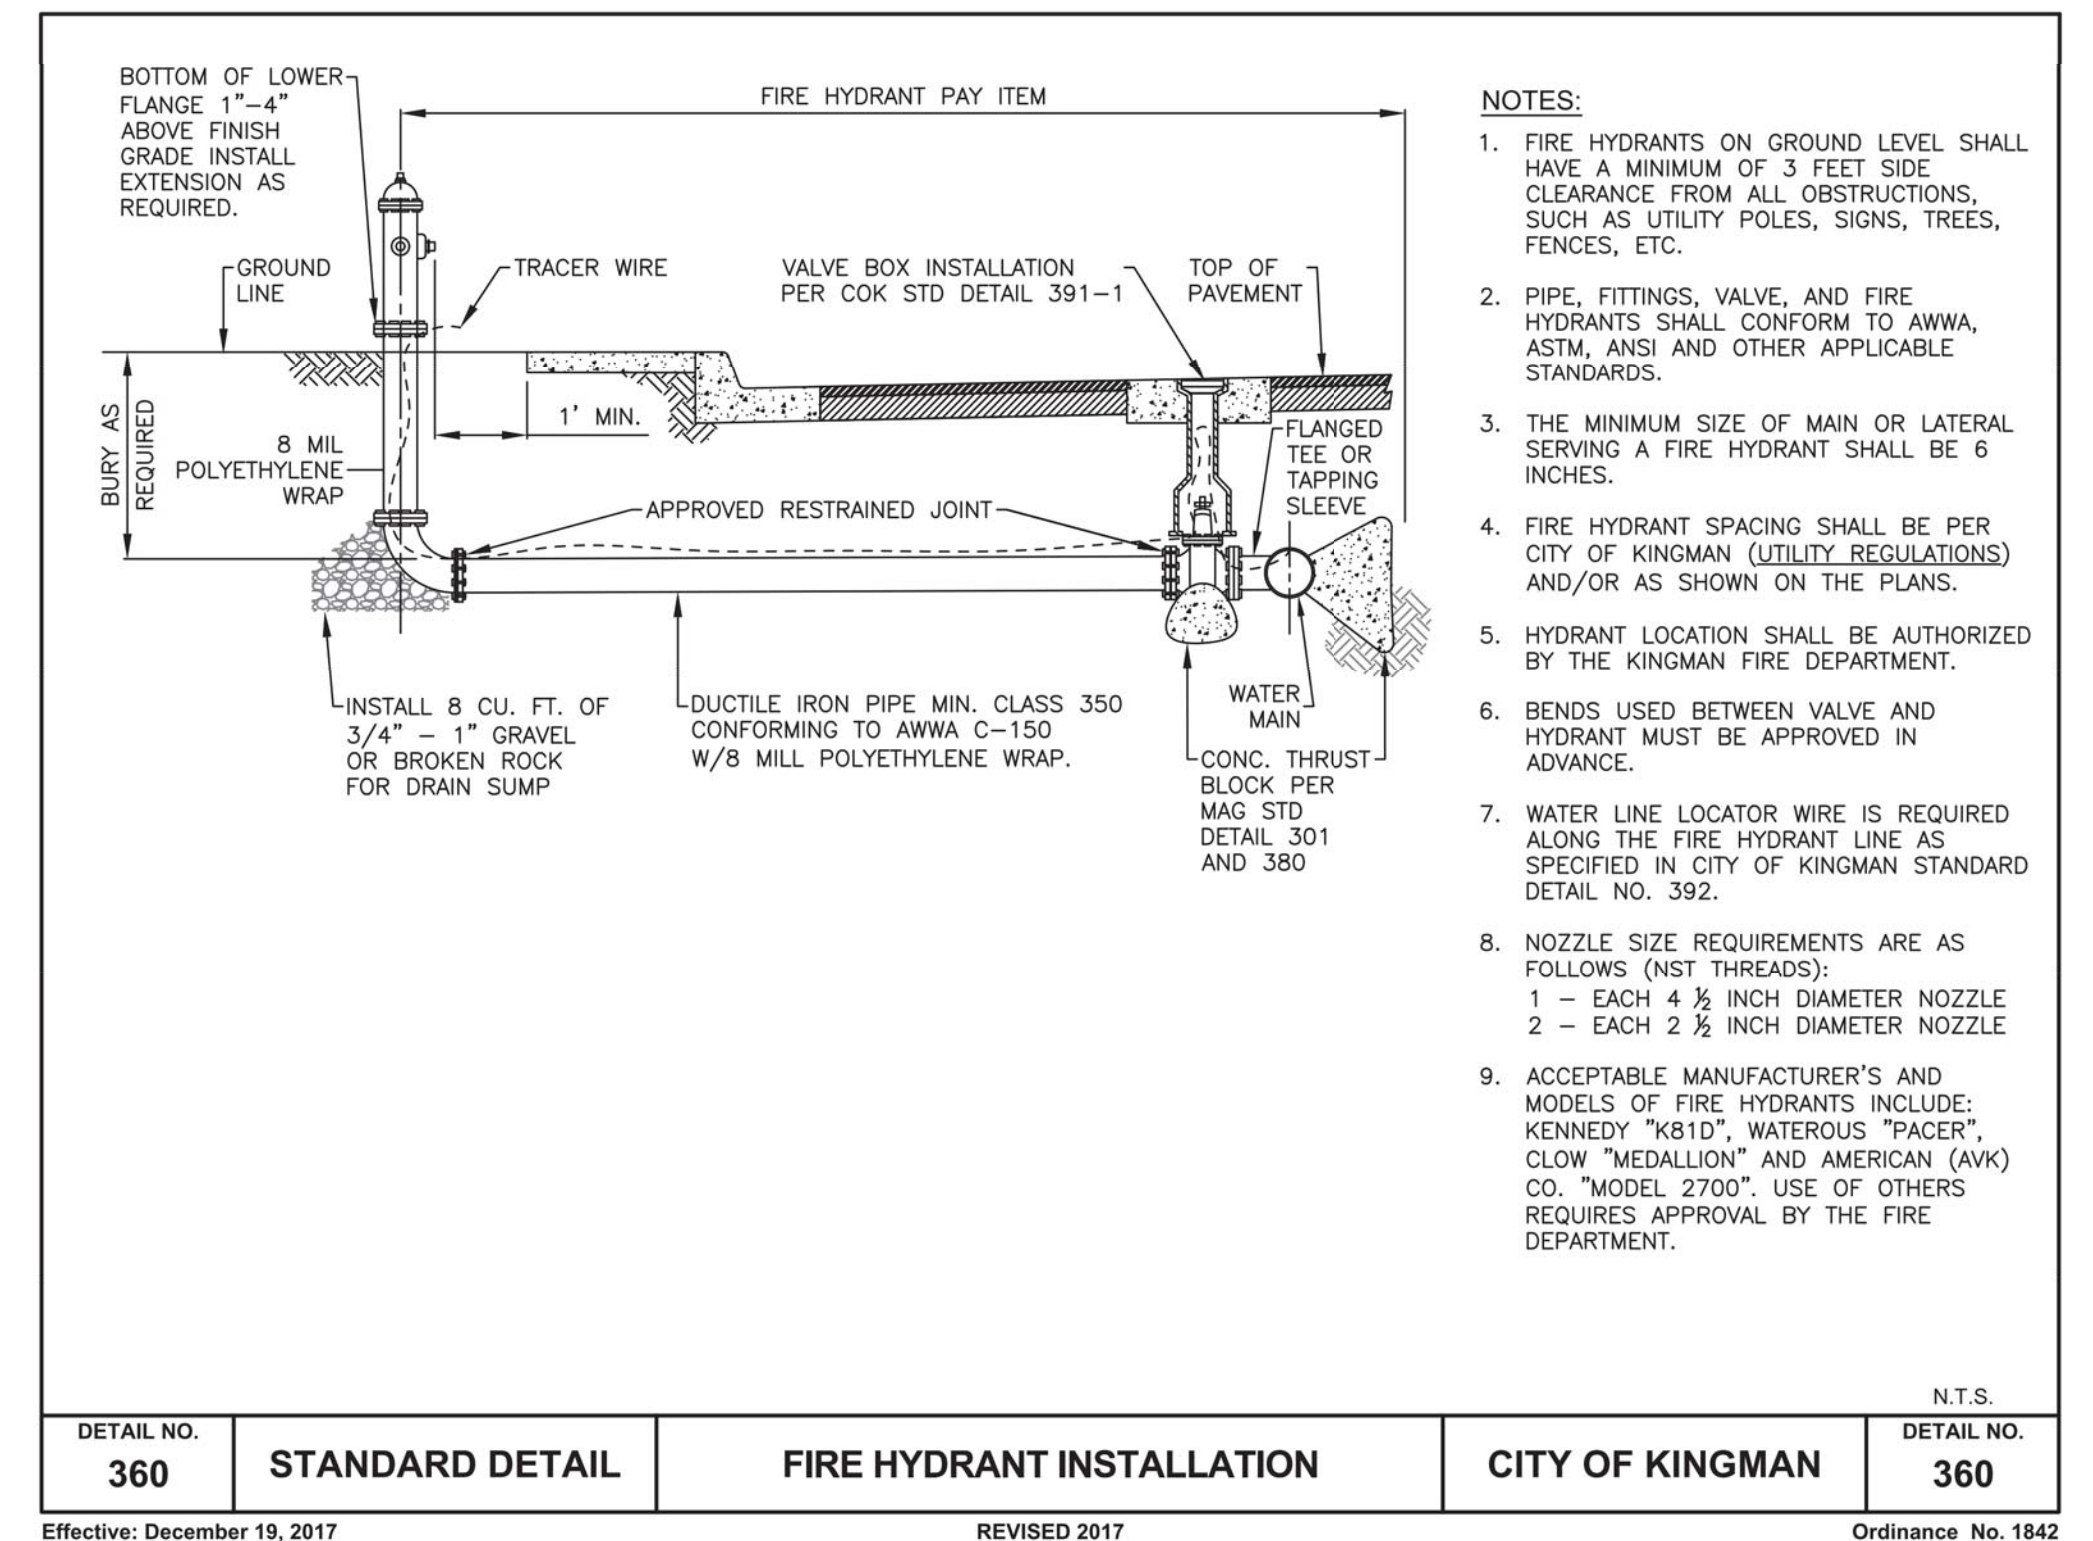 BOTTOM OF LOWER
FLANGE 1"–4"
ABOVE FINISH
GRADE INSTALL
EXTENSION AS
REQUIRED.
FIRE HYDRANT PAY ITEM
GROUND
LINE
TRACER WIRE
VALVE BOX INSTALLATION
PER COK STD DETAIL 391–1
TOP OF
PAVEMENT
BURY AS
REQUIRED
1' MIN.
8 MIL
POLYETHYLENE
WRAP
FLANGED
TEE OR
TAPPING
SLEEVE
APPROVED RESTRAINED JOINT
INSTALL 8 CU. FT. OF
3/4" – 1" GRAVEL
OR BROKEN ROCK
FOR DRAIN SUMP
DUCTILE IRON PIPE MIN. CLASS 350
CONFORMING TO AWWA C–150
W/8 MILL POLYETHYLENE WRAP.
WATER
MAIN
CONC. THRUST
BLOCK PER
MAG STD
DETAIL 301
AND 380
NOTES:
1. FIRE HYDRANTS ON GROUND LEVEL SHALL
HAVE A MINIMUM OF 3 FEET SIDE
CLEARANCE FROM ALL OBSTRUCTIONS,
SUCH AS UTILITY POLES, SIGNS, TREES,
FENCES, ETC.
2. PIPE, FITTINGS, VALVE, AND FIRE
HYDRANTS SHALL CONFORM TO AWWA,
ASTM, ANSI AND OTHER APPLICABLE
STANDARDS.
3. THE MINIMUM SIZE OF MAIN OR LATERAL
SERVING A FIRE HYDRANT SHALL BE 6
INCHES.
4. FIRE HYDRANT SPACING SHALL BE PER
CITY OF KINGMAN (UTILITY REGULATIONS)
AND/OR AS SHOWN ON THE PLANS.
5. HYDRANT LOCATION SHALL BE AUTHORIZED
BY THE KINGMAN FIRE DEPARTMENT.
6. BENDS USED BETWEEN VALVE AND
HYDRANT MUST BE APPROVED IN
ADVANCE.
7. WATER LINE LOCATOR WIRE IS REQUIRED
ALONG THE FIRE HYDRANT LINE AS
SPECIFIED IN CITY OF KINGMAN STANDARD
DETAIL NO. 392.
8. NOZZLE SIZE REQUIREMENTS ARE AS
FOLLOWS (NST THREADS):
1 – EACH 4 ½ INCH DIAMETER NOZZLE
2 – EACH 2 ½ INCH DIAMETER NOZZLE
9. ACCEPTABLE MANUFACTURER'S AND
MODELS OF FIRE HYDRANTS INCLUDE:
KENNEDY "K81D", WATEROUS "PACER",
CLOW "MEDALLION" AND AMERICAN (AVK)
CO. "MODEL 2700". USE OF OTHERS
REQUIRES APPROVAL BY THE FIRE
DEPARTMENT.
N.T.S.
DETAIL NO.
360
STANDARD DETAIL
FIRE HYDRANT INSTALLATION
CITY OF KINGMAN
DETAIL NO.
360
Effective: December 19, 2017
REVISED 2017
Ordinance No. 1842